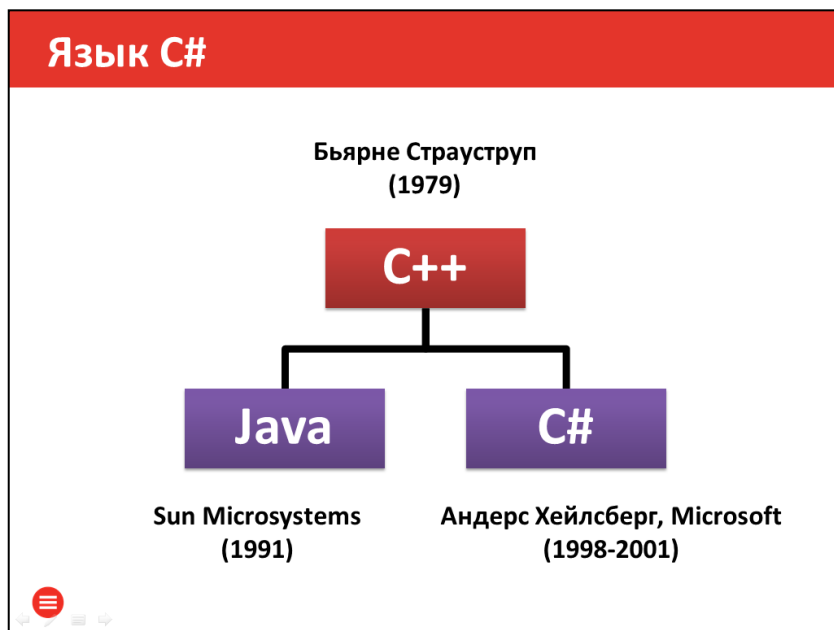 Язык C#
Бьярне Страуструп
(1979)
C++
Java
C#
Sun Microsystems
(1991)
Андерс Хейлсберг, Microsoft
(1998-2001)